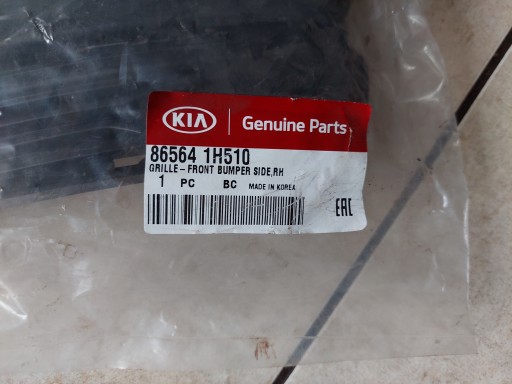 KIA Genuine Parts
86564 1H510
GRILLE-FRONT BUMPER SIDE,RH
1 PC BC MADE IN KOREA
EAC